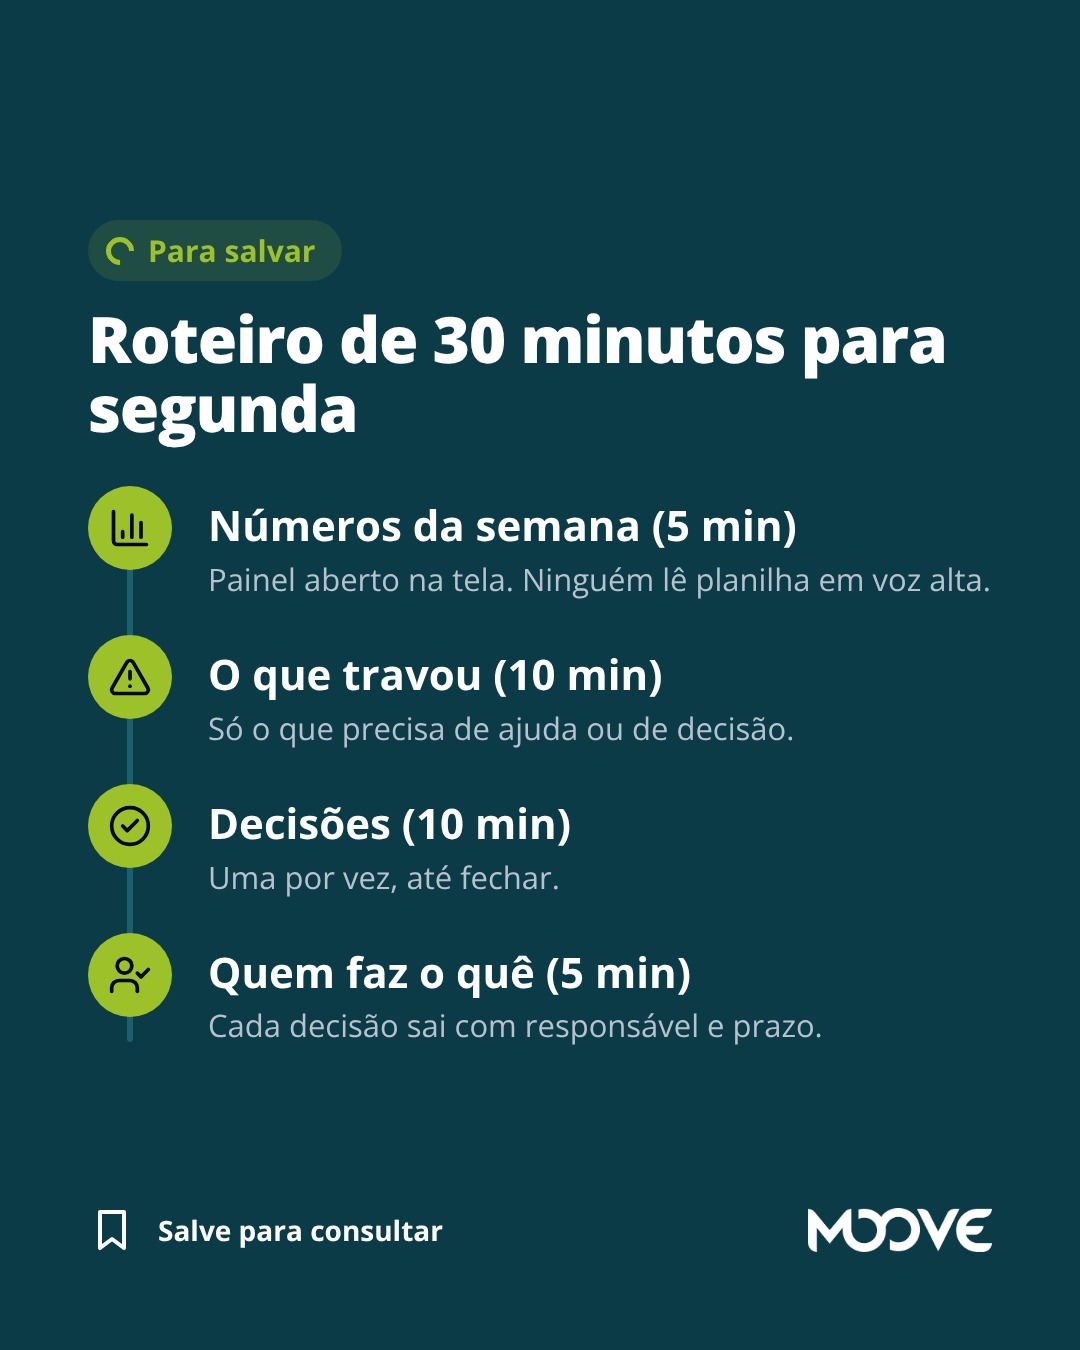 Para salvar
Roteiro de 30 minutos para
segunda
Números da semana (5 min)
Painel aberto na tela. Ninguém lê planilha em voz alta.
O que travou (10 min)
Só o que precisa de ajuda ou de decisão.
Decisões (10 min)
Uma por vez, até fechar.
Quem faz o quê (5 min)
Cada decisão sai com responsável e prazo.
Salve para consultar
MOOVE